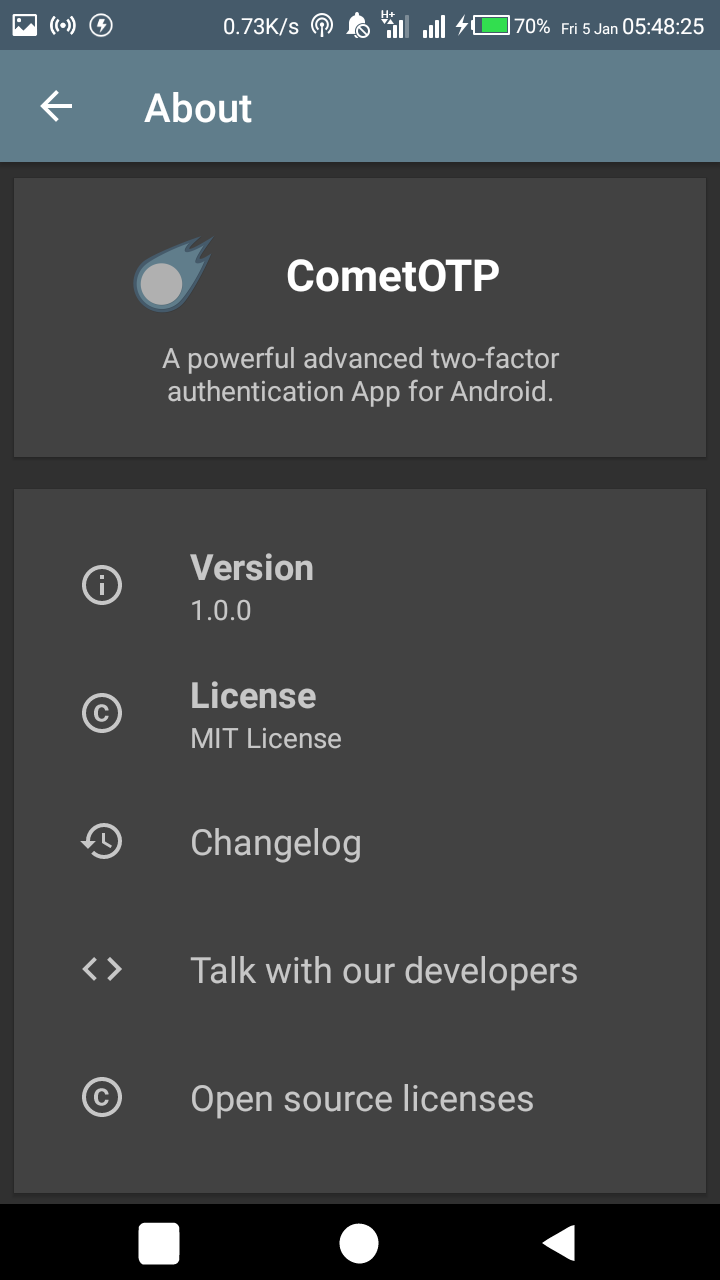 0.73K/s H+ 70% Fri 5 Jan 05:48:25
About
CometOTP
A powerful advanced two-factor
authentication App for Android.
Version
1.0.0
License
MIT License
Changelog
Talk with our developers
Open source licenses